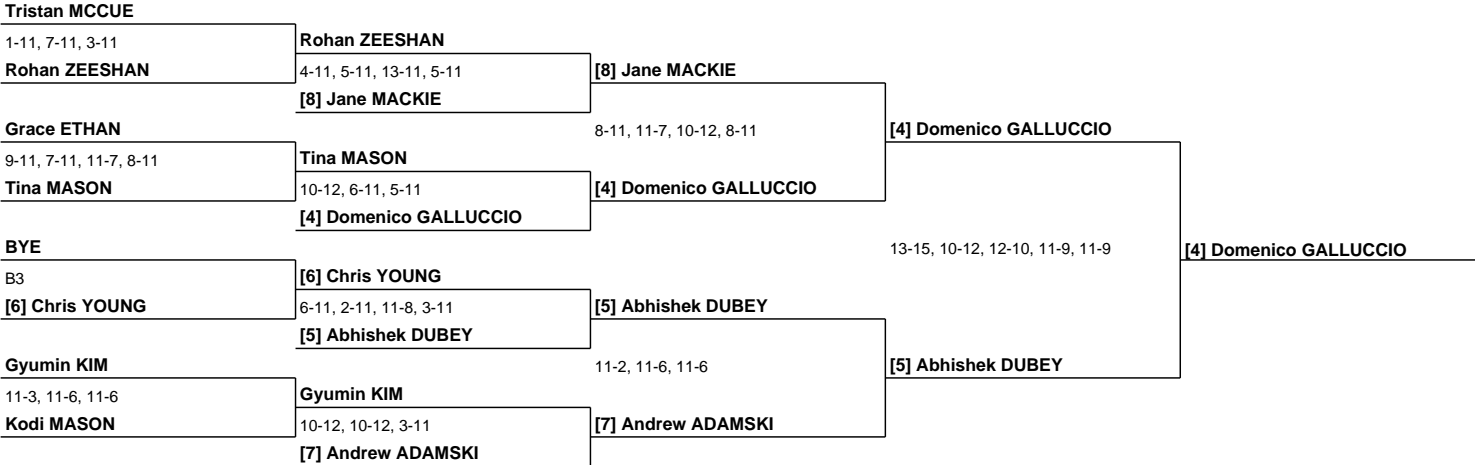 Tristan MCCUE
1-11, 7-11, 3-11
Rohan ZEESHAN
Rohan ZEESHAN
4-11, 5-11, 13-11, 5-11
[8] Jane MACKIE
[8] Jane MACKIE
8-11, 11-7, 10-12, 8-11
[4] Domenico GALLUCCIO
Grace ETHAN
9-11, 7-11, 11-7, 8-11
Tina MASON
Tina MASON
10-12, 6-11, 5-11
[4] Domenico GALLUCCIO
[4] Domenico GALLUCCIO
13-15, 10-12, 12-10, 11-9, 11-9
[4] Domenico GALLUCCIO
BYE
B3
[6] Chris YOUNG
[6] Chris YOUNG
6-11, 2-11, 11-8, 3-11
[5] Abhishek DUBEY
[5] Abhishek DUBEY
11-2, 11-6, 11-6
[5] Abhishek DUBEY
Gyumin KIM
11-3, 11-6, 11-6
Kodi MASON
Gyumin KIM
10-12, 10-12, 3-11
[7] Andrew ADAMSKI
[7] Andrew ADAMSKI